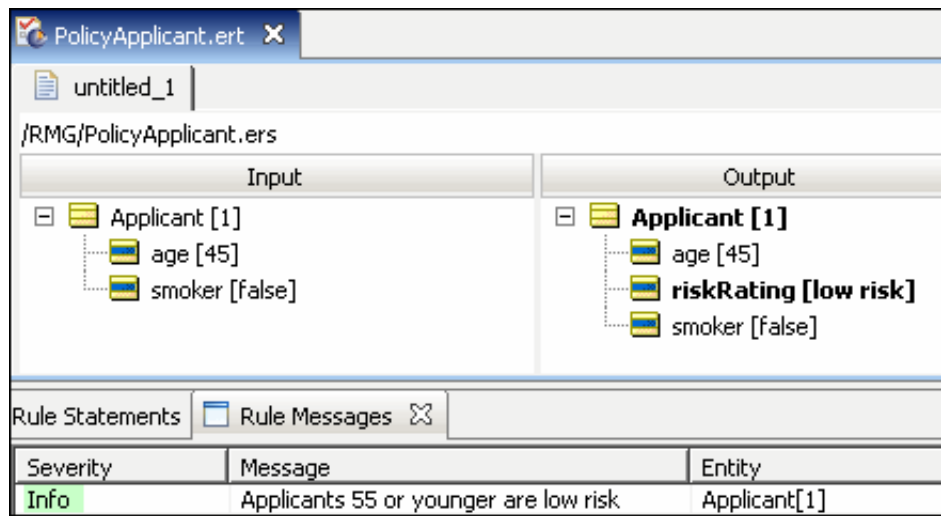 PolicyApplicant.ert
untitled_1
/RMG/PolicyApplicant.ers
Input
Output
Applicant [1]
age [45]
smoker [false]
Applicant [1]
age [45]
riskRating [low risk]
smoker [false]
Rule Statements
Rule Messages
Severity
Message
Entity
Info
Applicants 55 or younger are low risk
Applicant[1]